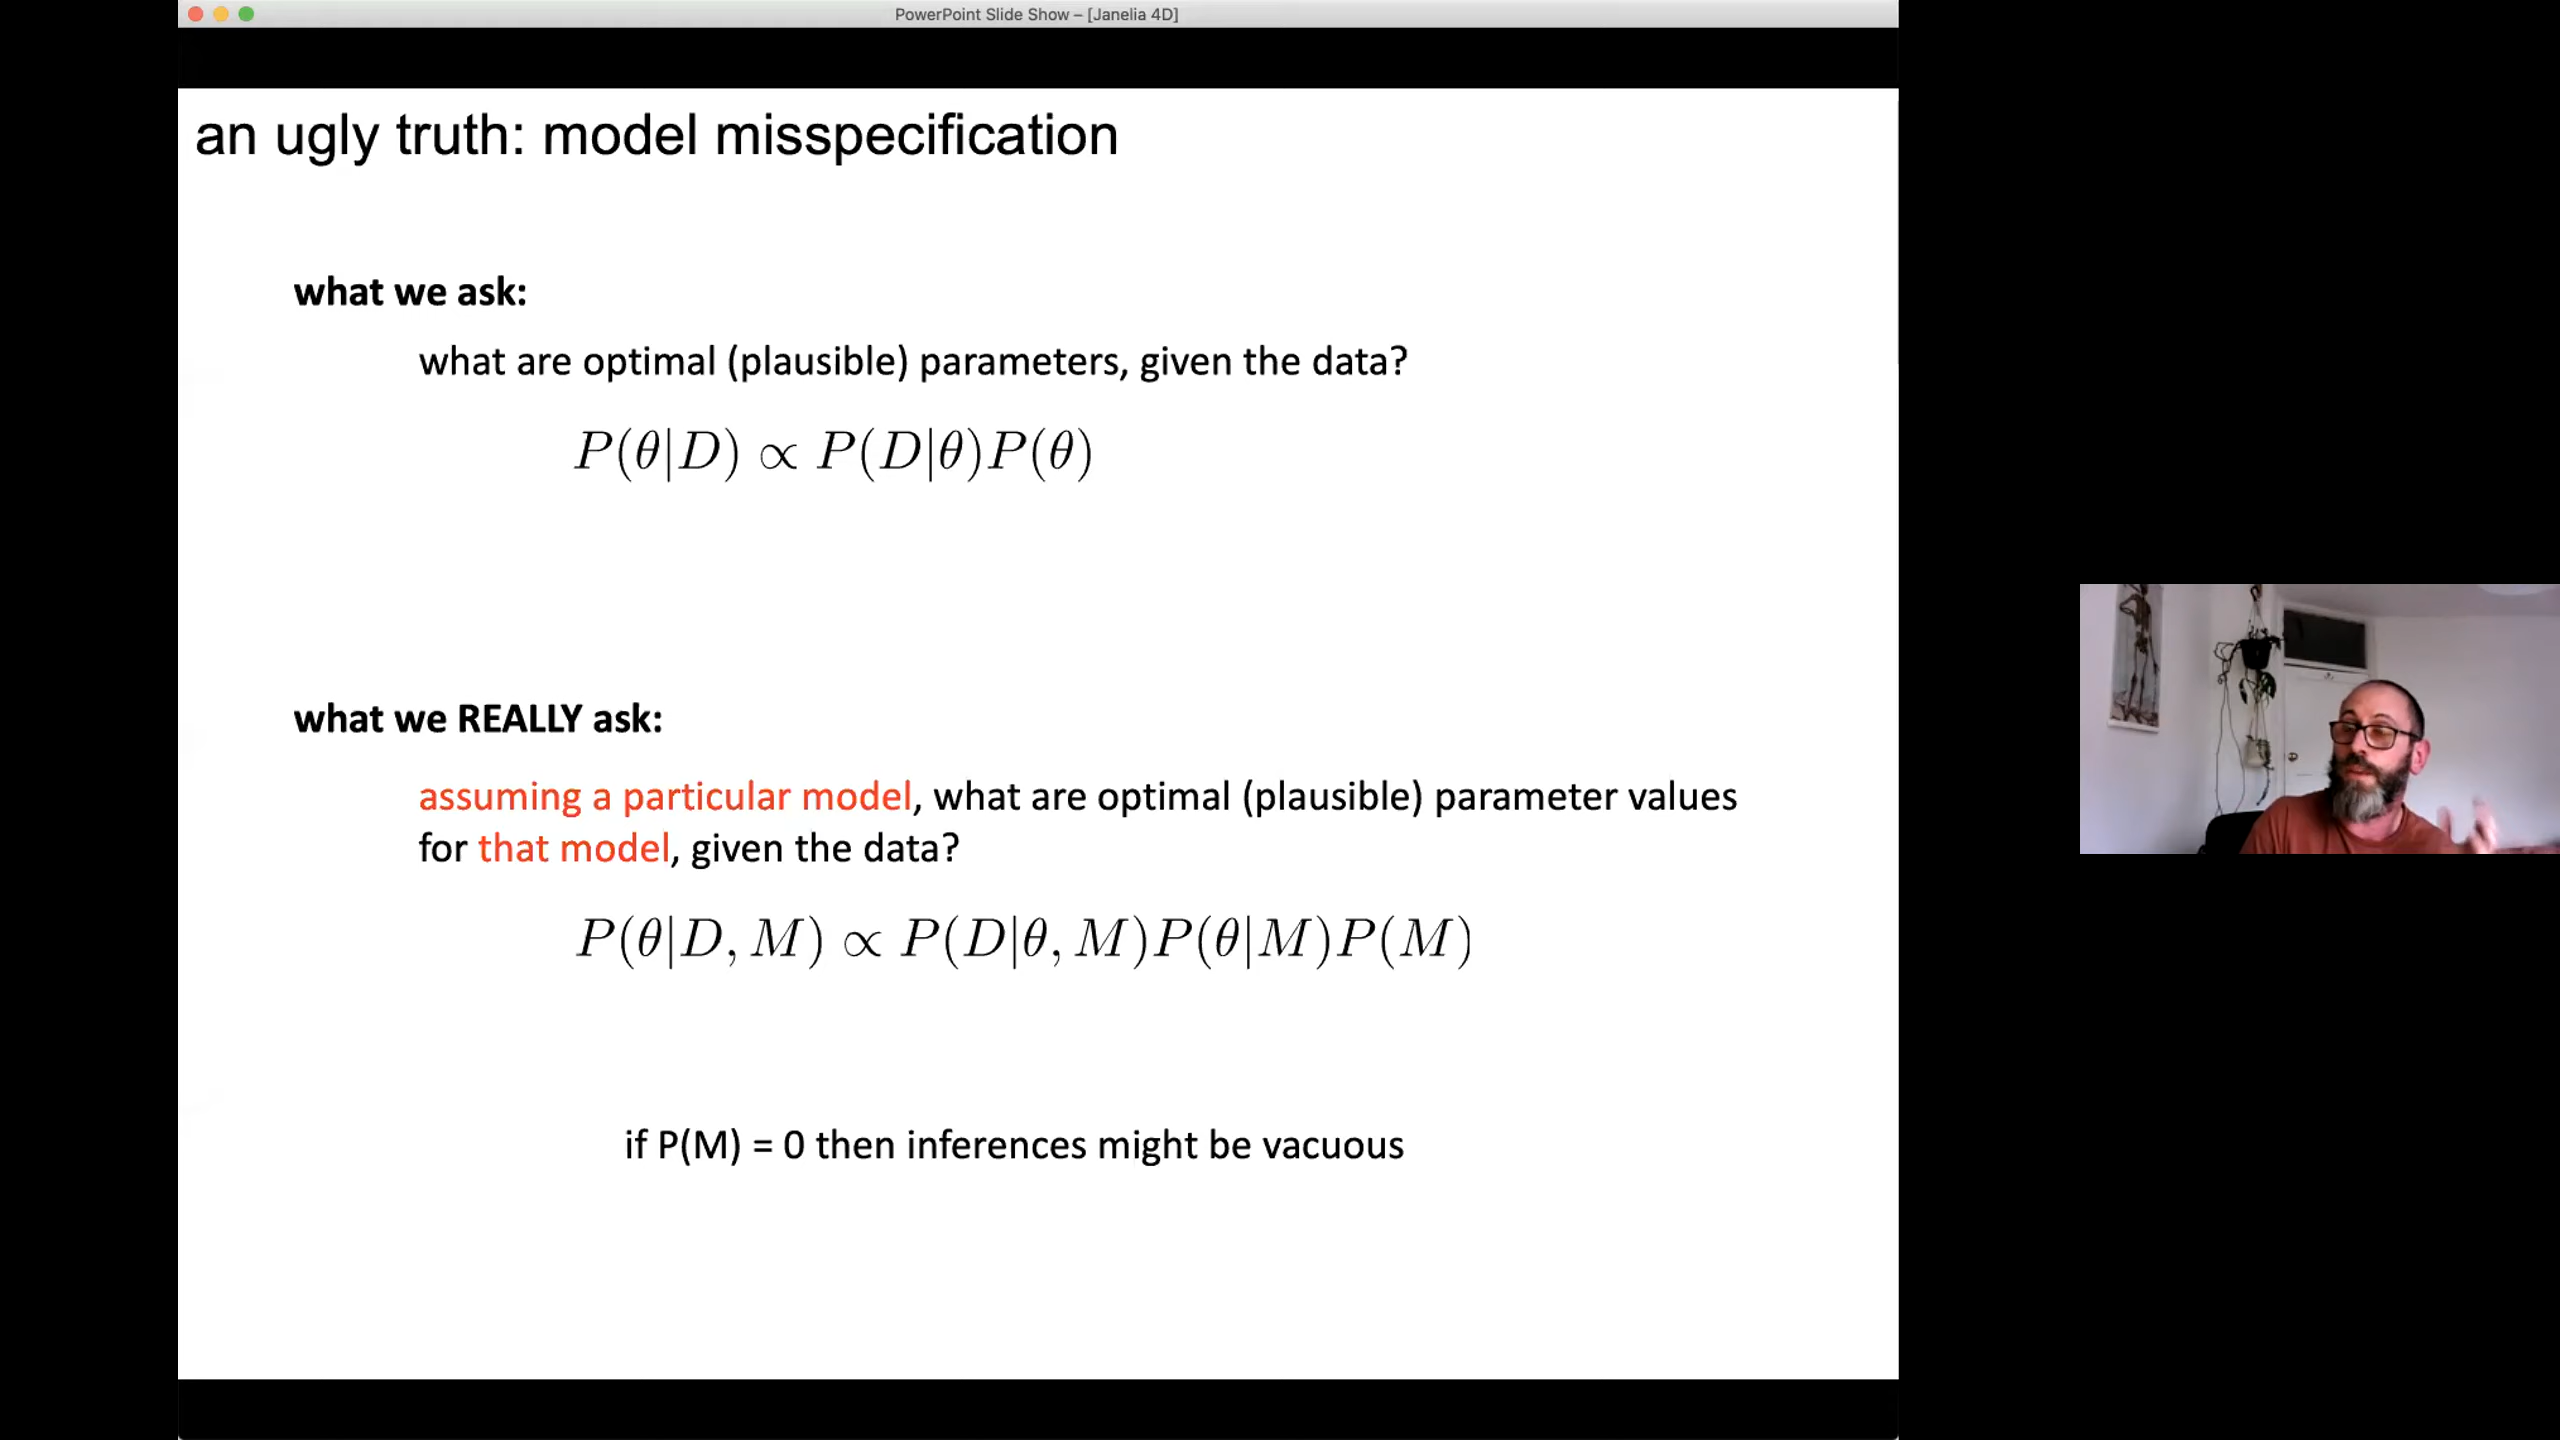 PowerPoint Slide Show – [Janelia 4D]
an ugly truth: model misspecification
what we ask:
what are optimal (plausible) parameters, given the data?
P(θ|D) ∝ P(D|θ)P(θ)
what we REALLY ask:
assuming a particular model, what are optimal (plausible) parameter values
for that model, given the data?
P(θ|D, M) ∝ P(D|θ, M)P(θ|M)P(M)
if P(M) = 0 then inferences might be vacuous